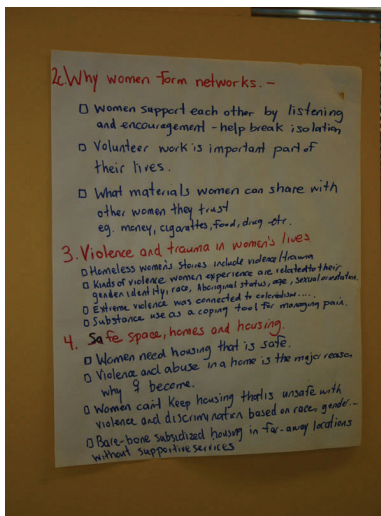 2c. Why women form networks. -
□ Women support each other by listening
and encouragement - help break isolation
□ Volunteer work is important part of
their lives.
□ What materials women can share with
other women they trust
eg. money, cigarettes, food, drug etc.
3. Violence and trauma in women's lives
□ Homeless women's stories include violence/trauma
□ Kinds of violence women experience are related to their
gender identity, race, Aboriginal status, age, sexual orientation.
□ Extreme violence was connected to colonialism....
□ Substance use as a coping tool for managing pain.
4. Safe space, homes and housing.
□ Women need housing that is safe.
□ Violence and abuse in a home is the major reason
why ♀ become.
□ Women can't keep housing that is unsafe with
violence and discrimination based on race, gender -
□ Bare-bone subsidized housing in far-away locations
without supportive services